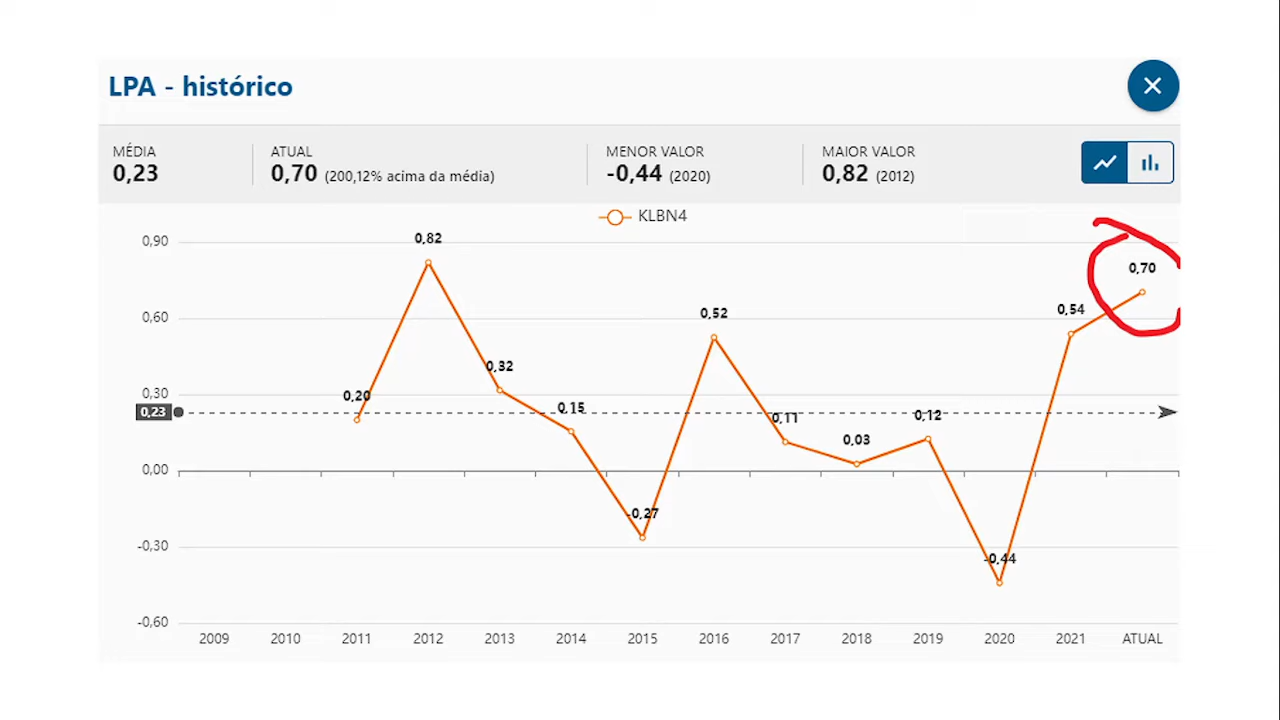 LPA - histórico
MÉDIA
0,23
ATUAL
0,70 (200,12% acima da média)
MENOR VALOR
-0,44 (2020)
MAIOR VALOR
0,82 (2012)
KLBN4
0,90
0,60
0,30
0,23
0,00
-0,30
-0,60
0,20
0,82
0,32
0,15
-0,27
0,52
0,11
0,03
0,12
-0,44
0,54
0,70
2009 2010 2011 2012 2013 2014 2015 2016 2017 2018 2019 2020 2021 ATUAL